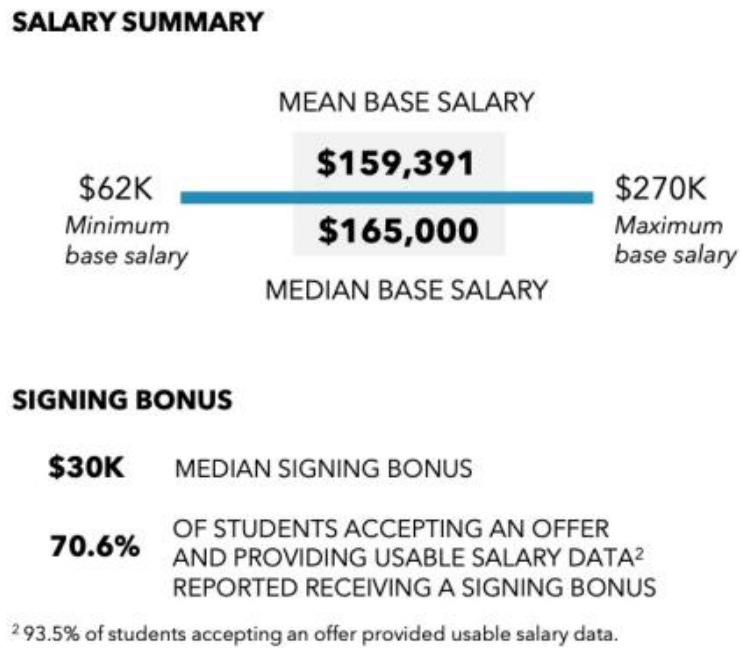 SALARY SUMMARY
MEAN BASE SALARY
$159,391
$62K
Minimum
base salary
$270K
Maximum
base salary
$165,000
MEDIAN BASE SALARY
SIGNING BONUS
$30K MEDIAN SIGNING BONUS
70.6%
OF STUDENTS ACCEPTING AN OFFER
AND PROVIDING USABLE SALARY DATA²
REPORTED RECEIVING A SIGNING BONUS
² 93.5% of students accepting an offer provided usable salary data.